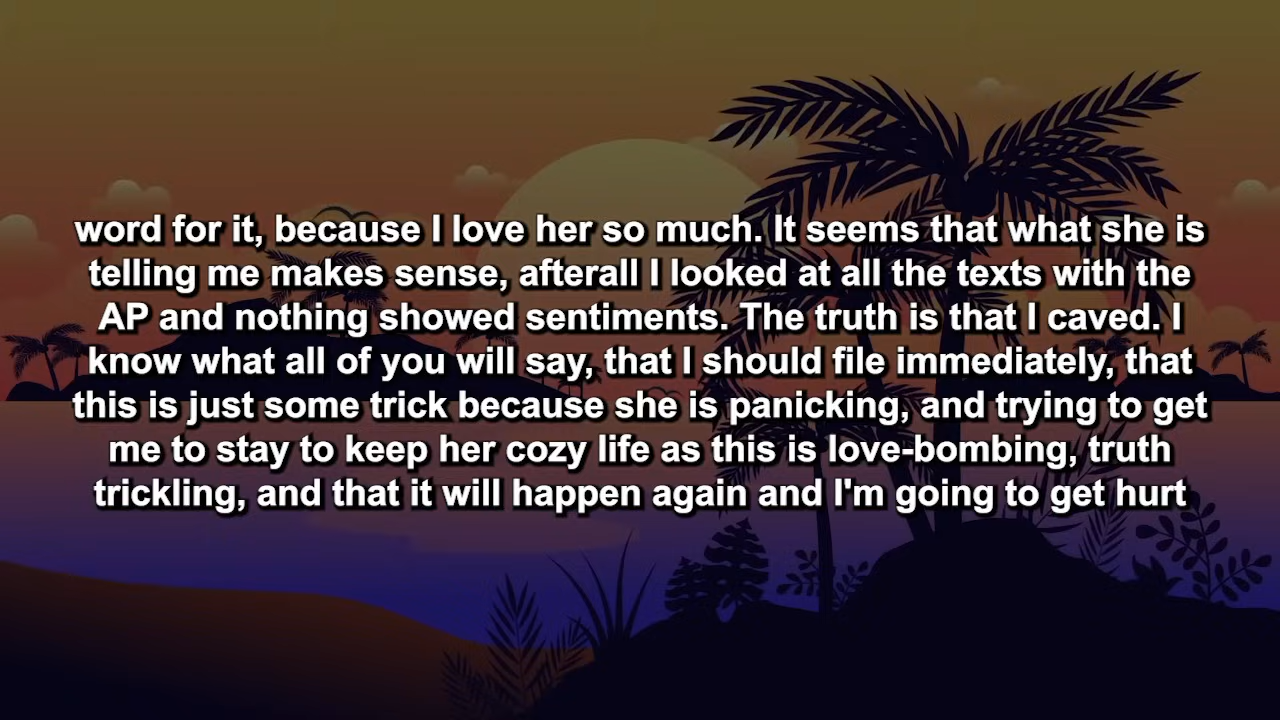 word for it, because I love her so much. It seems that what she is
telling me makes sense, afterall I looked at all the texts with the
AP and nothing showed sentiments. The truth is that I caved. I
know what all of you will say, that I should file immediately, that
this is just some trick because she is panicking, and trying to get
me to stay to keep her cozy life as this is love-bombing, truth
trickling, and that it will happen again and I'm going to get hurt